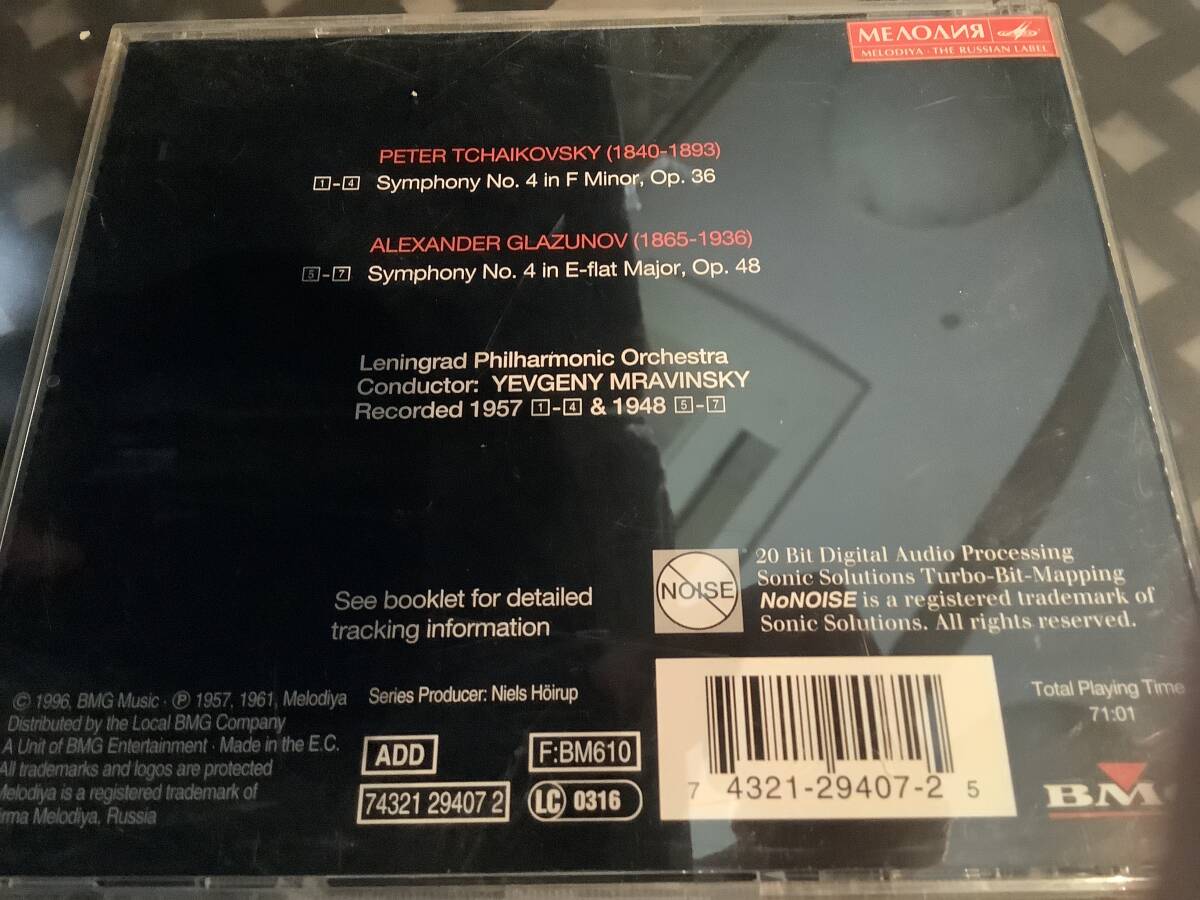 МЕЛОДИЯ
MELODIYA · THE RUSSIAN LABEL
PETER TCHAIKOVSKY (1840-1893)
1-4 Symphony No. 4 in F Minor, Op. 36
ALEXANDER GLAZUNOV (1865-1936)
5-7 Symphony No. 4 in E-flat Major, Op. 48
Leningrad Philharmonic Orchestra
Conductor: YEVGENY MRAVINSKY
Recorded 1957 1-4 & 1948 5-7
See booklet for detailed
tracking information
NOISE
20 Bit Digital Audio Processing
Sonic Solutions Turbo-Bit-Mapping
NoNOISE is a registered trademark of
Sonic Solutions. All rights reserved.
© 1996, BMG Music · ℗ 1957, 1961, Melodiya
Distributed by the Local BMG Company
A Unit of BMG Entertainment · Made in the E.C.
All trademarks and logos are protected
Melodiya is a registered trademark of
irma Melodiya, Russia
Series Producer: Niels Höirup
ADD
F:BM610
74321 29407 2
LC 0316
7 4321-29407-2 5
Total Playing Time
71:01
BM